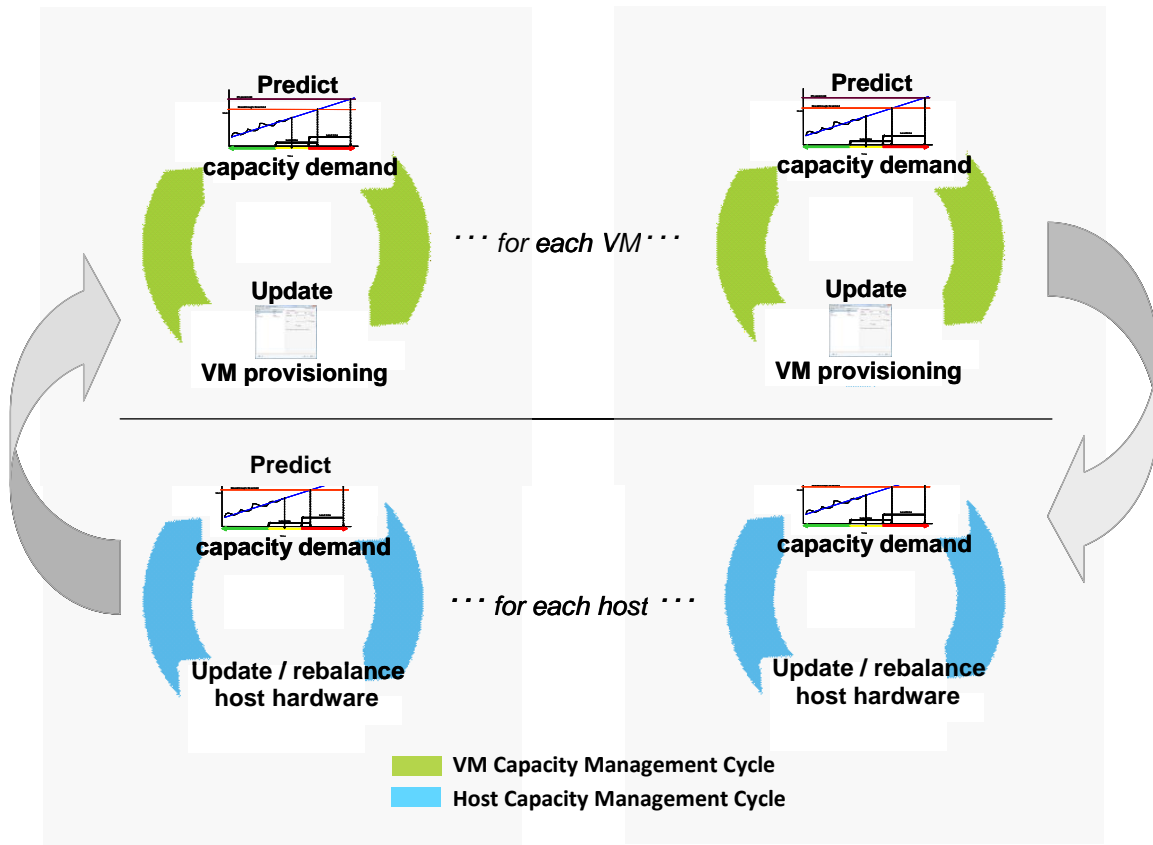 Predict
capacity demand
Update
VM provisioning
··· for each VM ···
Predict
capacity demand
Update
VM provisioning
Predict
capacity demand
Update / rebalance
host hardware
··· for each host ···
capacity demand
Update / rebalance
host hardware
VM Capacity Management Cycle
Host Capacity Management Cycle